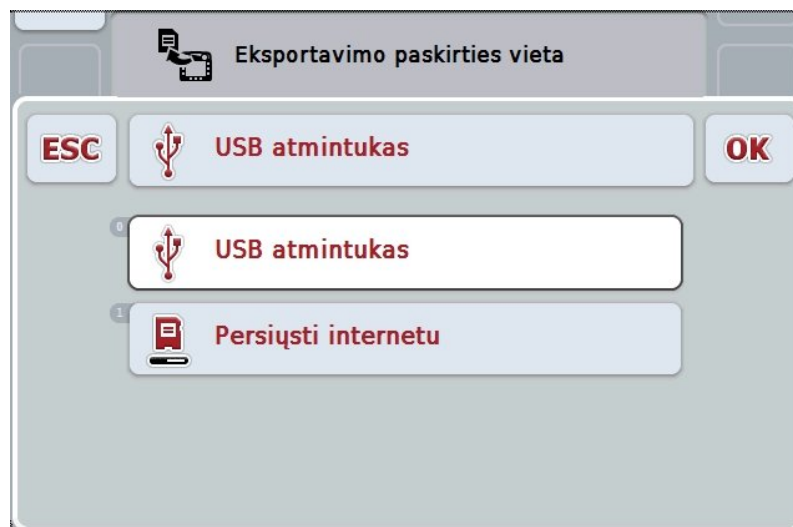 Eksportavimo paskirties vieta
ESC
USB atmintukas
OK
0
USB atmintukas
1
Persiųsti internetu